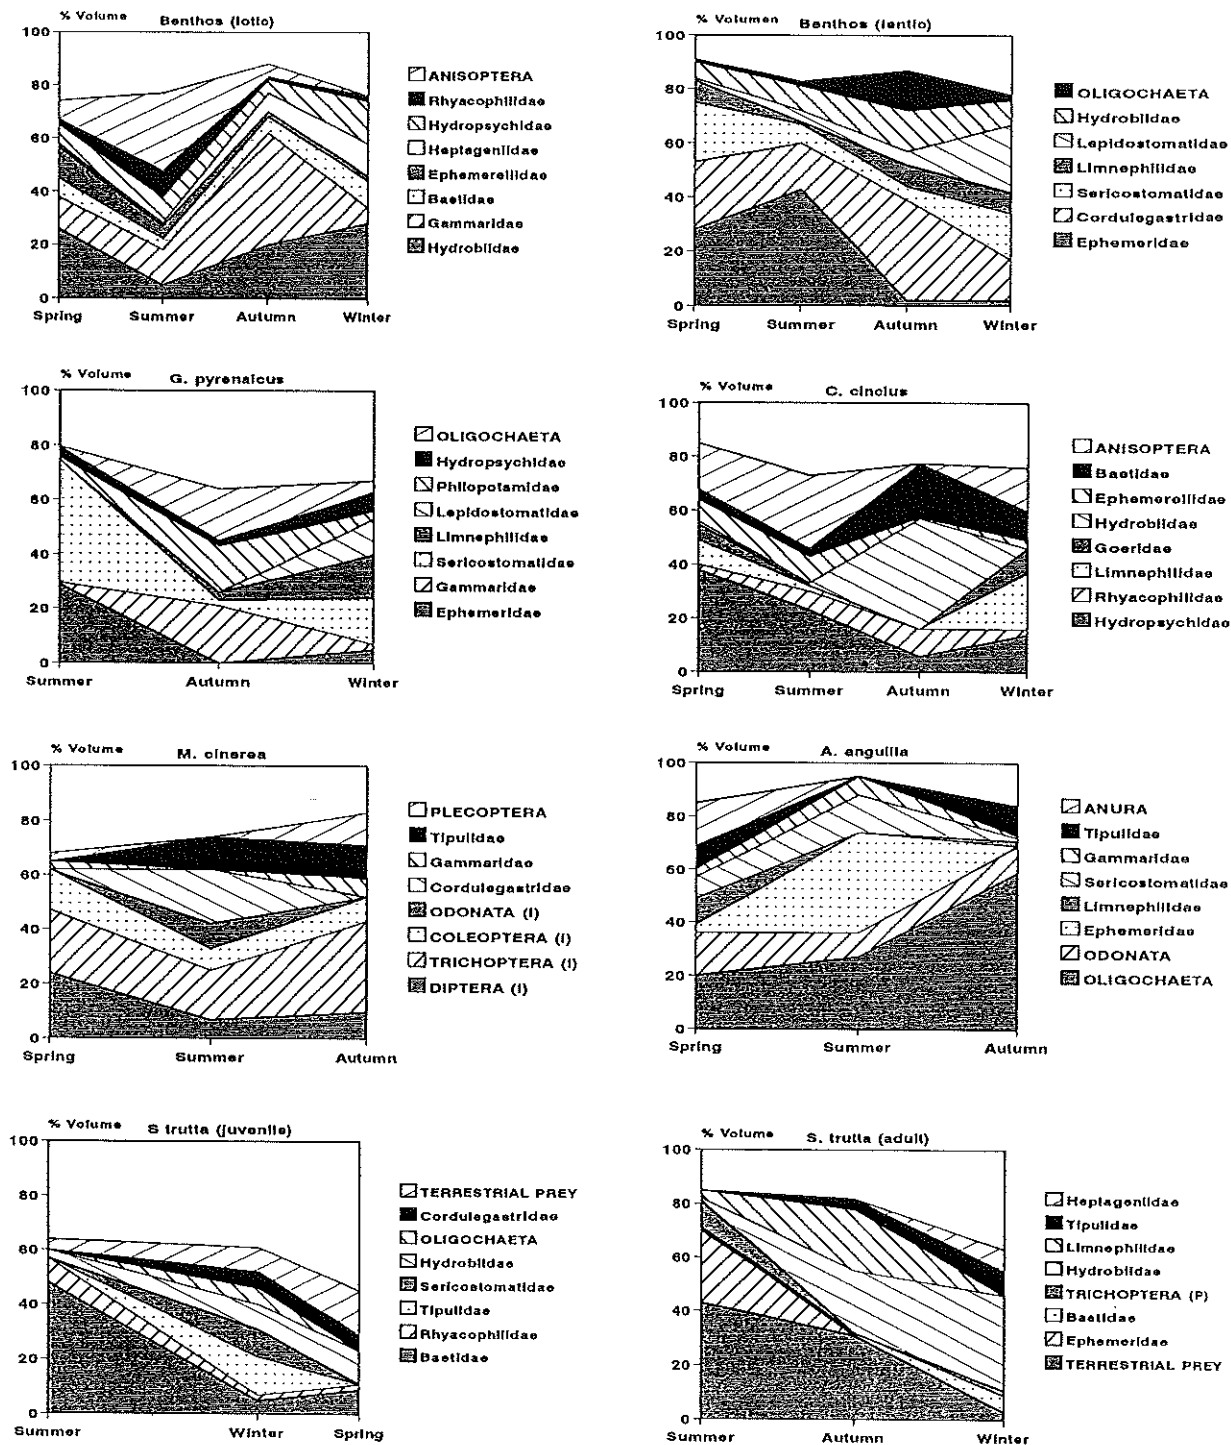 % Volume
Benthos (lotic)
100
80
60
40
20
0
Spring
Summer
Autumn
Winter
ANISOPTERA
Rhyacophilidae
Hydropsychidae
Heptageniidae
Ephemerellidae
Baetidae
Gammaridae
Hydrobiidae
% Volumen
Benthos (lentic)
100
80
60
40
20
0
Spring
Summer
Autumn
Winter
OLIGOCHAETA
Hydrobiidae
Lepidostomatidae
Limnephilidae
Sericostomatidae
Cordulegastridae
Ephemeridae
% Volume
G. pyrenaicus
100
80
60
40
20
0
Summer
Autumn
Winter
OLIGOCHAETA
Hydropsychidae
Philopotamidae
Lepidostomatidae
Limnephilidae
Sericostomatidae
Gammaridae
Ephemeridae
% Volume
C. cinclus
100
80
60
40
20
0
Spring
Summer
Autumn
Winter
ANISOPTERA
Baetidae
Ephemerellidae
Hydrobiidae
Goeridae
Limnephilidae
Rhyacophilidae
Hydropsychidae
% Volume
M. cinerea
100
80
60
40
20
0
Spring
Summer
Autumn
PLECOPTERA
Tipulidae
Gammaridae
Cordulegastridae
ODONATA (I)
COLEOPTERA (I)
TRICHOPTERA (I)
DIPTERA (I)
% Volume
A. anguilla
100
80
60
40
20
0
Spring
Summer
Autumn
ANURA
Tipulidae
Gammaridae
Sericostomatidae
Limnephilidae
Ephemeridae
ODONATA
OLIGOCHAETA
% Volume
S trutta (juvenile)
100
80
60
40
20
0
Summer
Winter
Spring
TERRESTRIAL PREY
Cordulegastridae
OLIGOCHAETA
Hydrobiidae
Sericostomatidae
Tipulidae
Rhyacophilidae
Baetidae
% Volume
S. trutta (adult)
100
80
60
40
20
0
Summer
Autumn
Winter
Heptageniidae
Tipulidae
Limnephilidae
Hydrobiidae
TRICHOPTERA (P)
Baetidae
Ephemeridae
TERRESTRIAL PREY